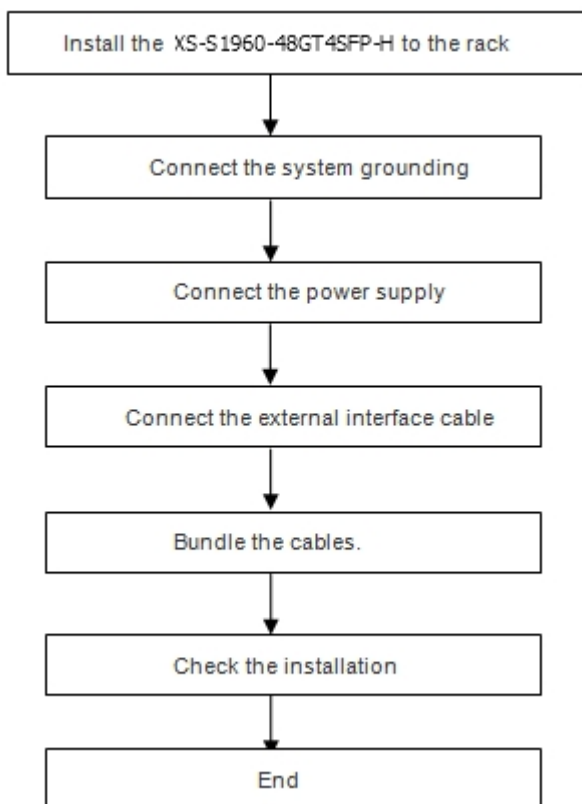 Install the XS-S1960-48GT4SFP-H to the rack
Connect the system grounding
Connect the power supply
Connect the external interface cable
Bundle the cables.
Check the installation
End